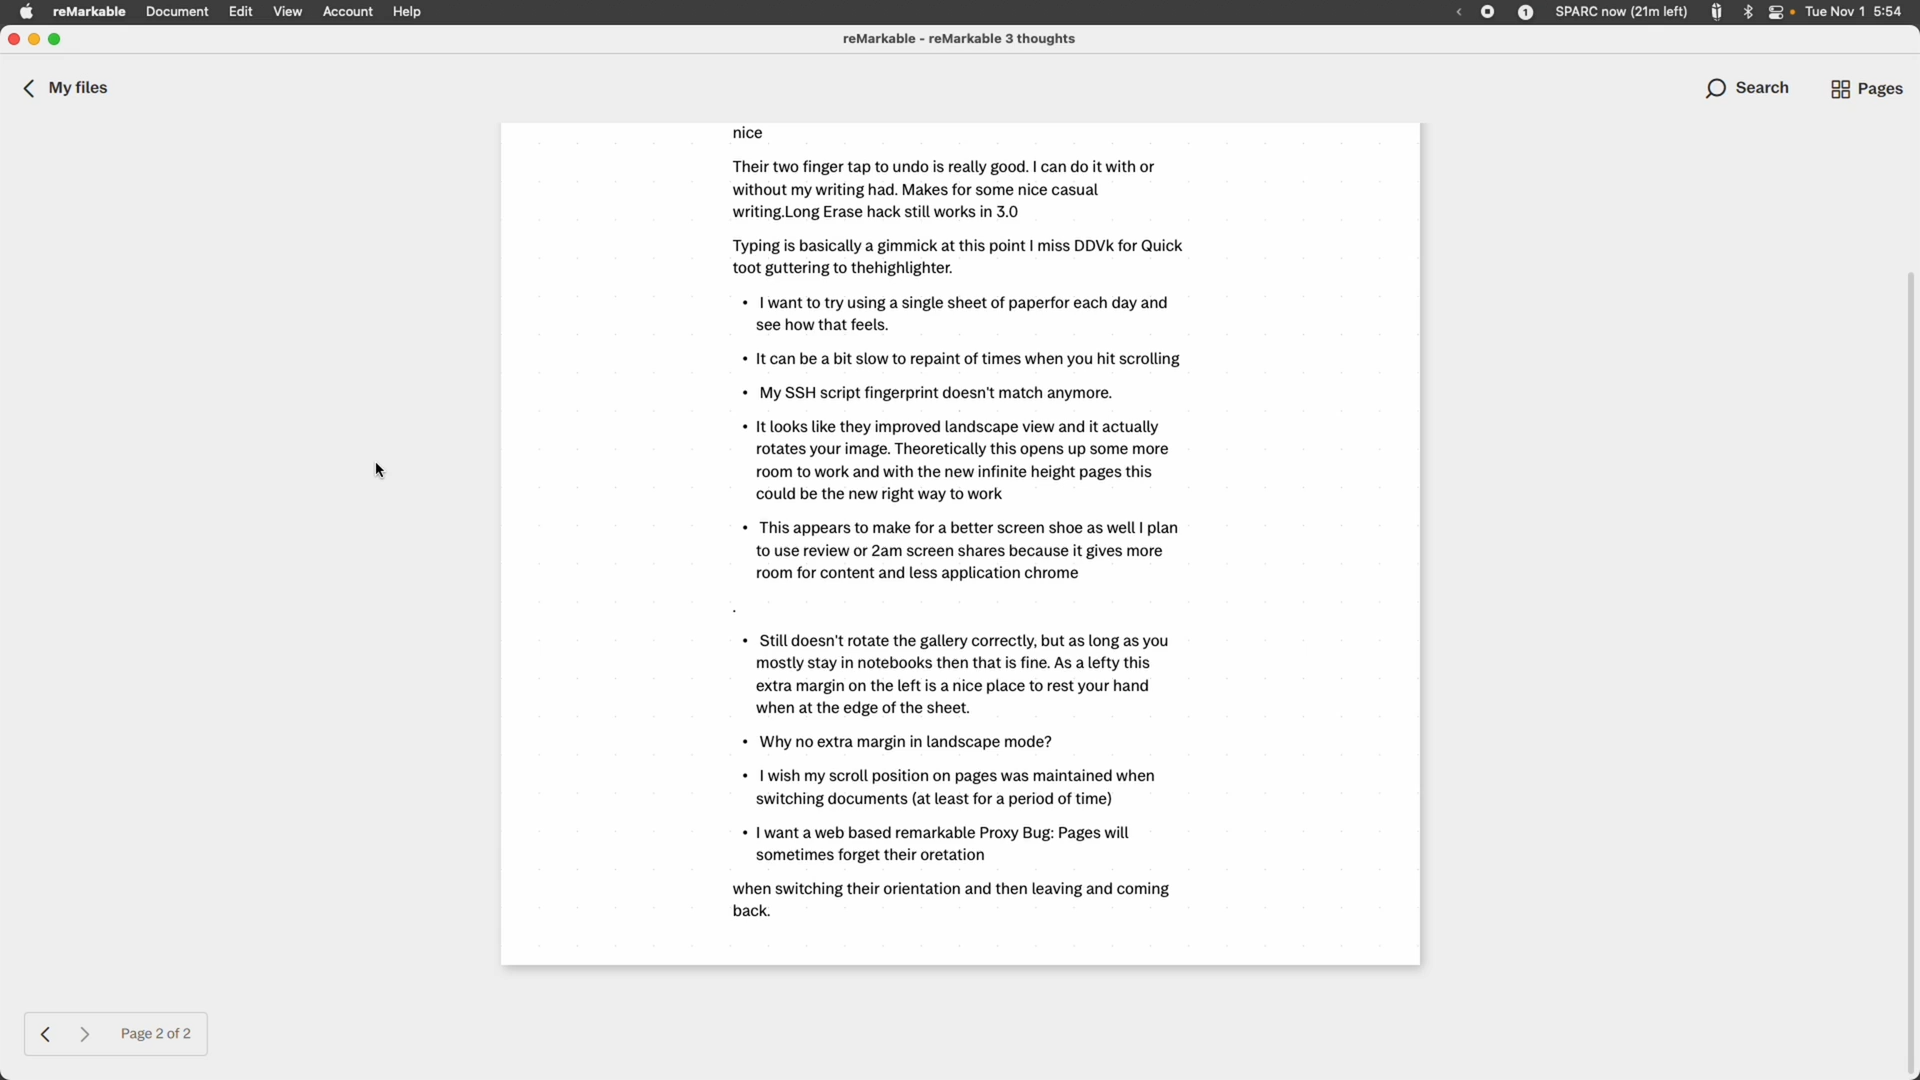 reMarkable Document Edit View Account Help
1 SPARC now (21m left) Tue Nov 1 5:54
reMarkable - reMarkable 3 thoughts
My files
Search Pages
nice
Their two finger tap to undo is really good. I can do it with or
without my writing had. Makes for some nice casual
writing.Long Erase hack still works in 3.0
Typing is basically a gimmick at this point I miss DDVk for Quick
toot guttering to thehighlighter.
• I want to try using a single sheet of paperfor each day and
see how that feels.
• It can be a bit slow to repaint of times when you hit scrolling
• My SSH script fingerprint doesn't match anymore.
• It looks like they improved landscape view and it actually
rotates your image. Theoretically this opens up some more
room to work and with the new infinite height pages this
could be the new right way to work
• This appears to make for a better screen shoe as well I plan
to use review or 2am screen shares because it gives more
room for content and less application chrome
.
• Still doesn't rotate the gallery correctly, but as long as you
mostly stay in notebooks then that is fine. As a lefty this
extra margin on the left is a nice place to rest your hand
when at the edge of the sheet.
• Why no extra margin in landscape mode?
• I wish my scroll position on pages was maintained when
switching documents (at least for a period of time)
• I want a web based remarkable Proxy Bug: Pages will
sometimes forget their oretation
when switching their orientation and then leaving and coming
back.
Page 2 of 2